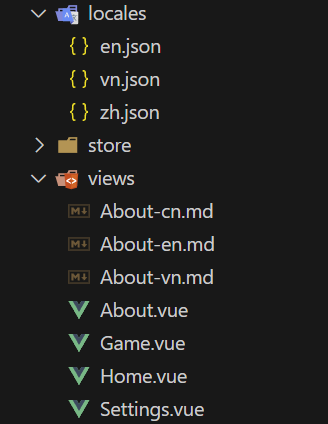 locales
{} en.json
{} vn.json
{} zh.json
store
views
About-cn.md
About-en.md
About-vn.md
About.vue
Game.vue
Home.vue
Settings.vue